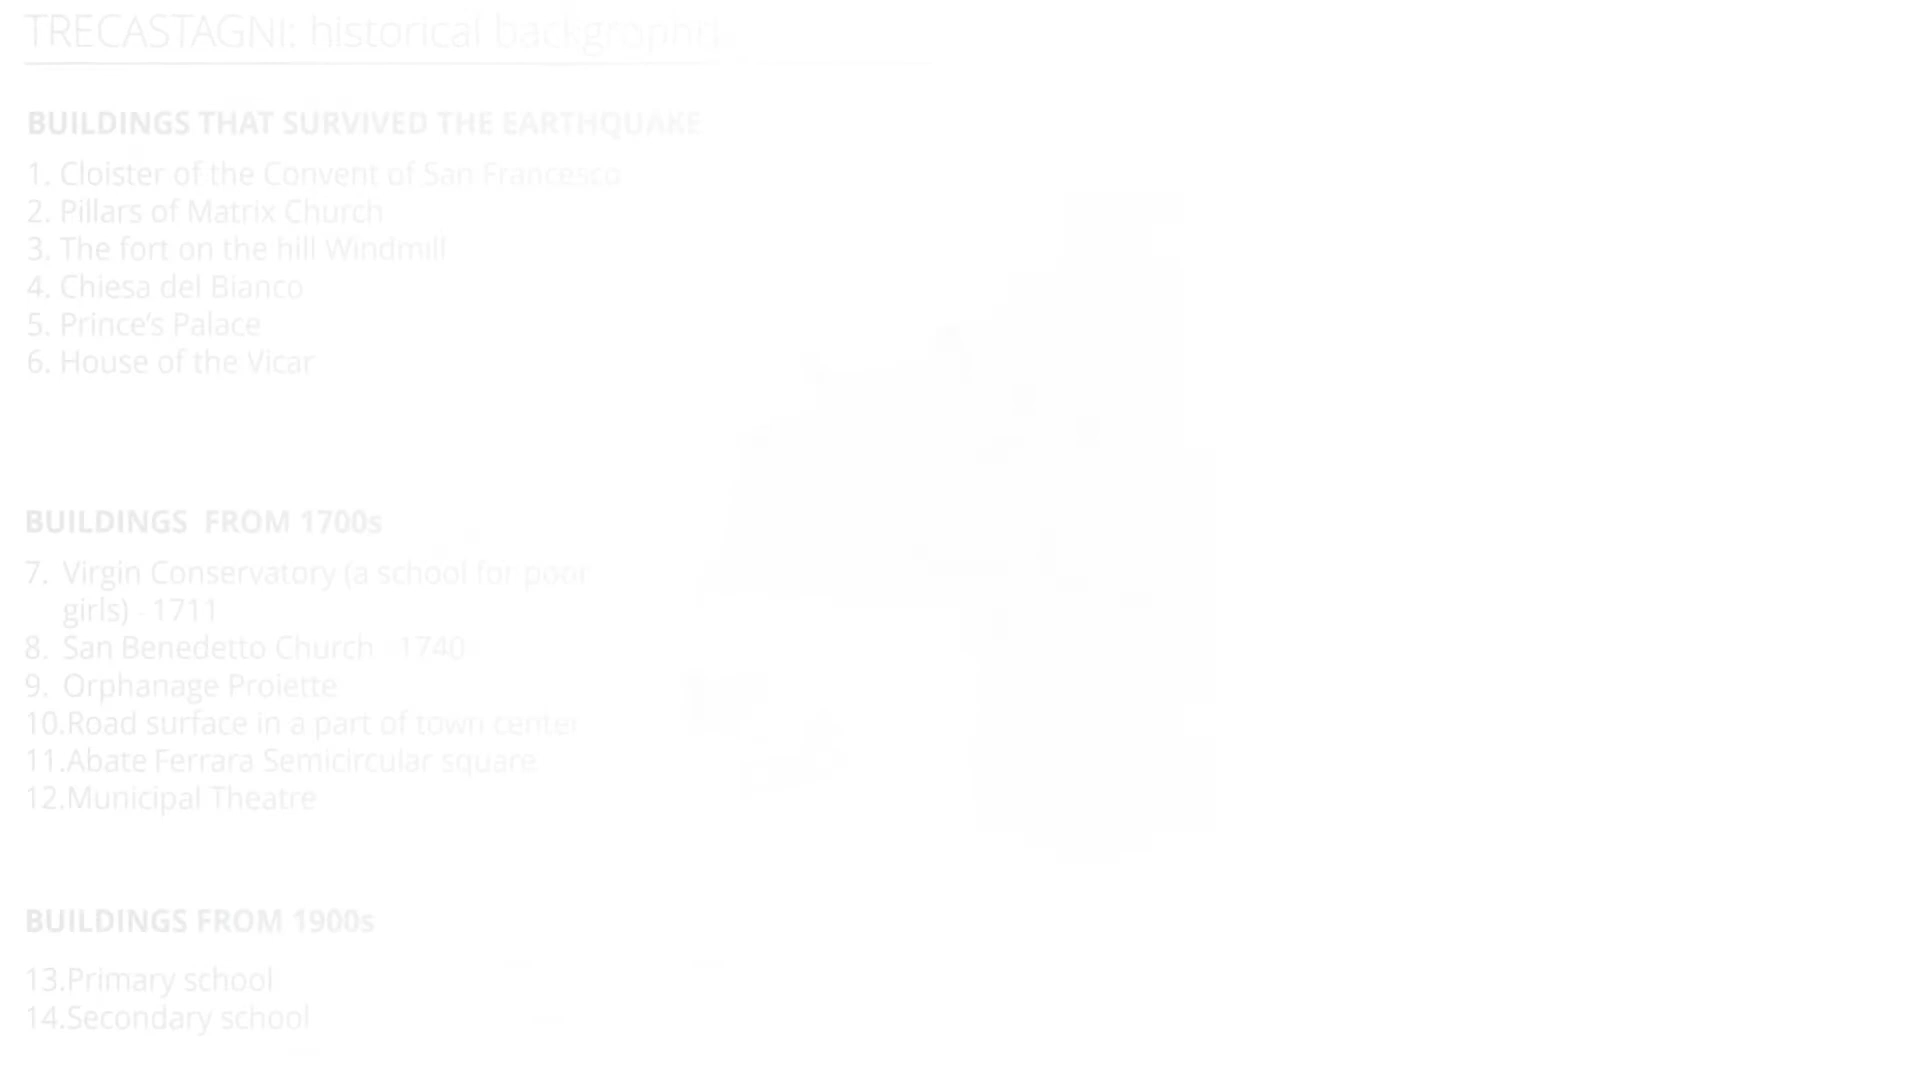 TRECASTAGNI: historical
BUILDINGS THAT SURVIVED THE EARTHQUAKE
1. Cloister of the Convent of San Francesco
2. Pillars of Matrix Church
3. The fort on the hill Windmill
4. Chiesa del Bianco
5. Prince's Palace
6. House of the Vicar
BUILDINGS FROM 1700s
7. Virgin Conservatory (a school for poor
girls) - 1711
8. San Benedetto Church - 1740
9. Orphanage Proiette
10.Road surface in a part of town center
11.Abate Ferrara Semicircular square
12.Municipal Theatre
BUILDINGS FROM 1900s
13.Primary school
14.Secondary school